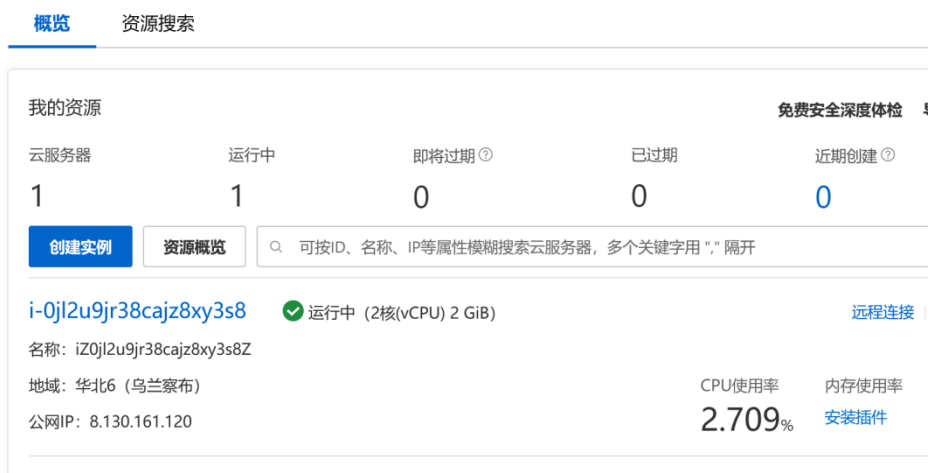 概览 资源搜索
我的资源 免费安全深度体检
云服务器 运行中 即将过期 已过期 近期创建
1 1 0 0 0
创建实例 资源概览 可按ID、名称、IP等属性模糊搜索云服务器，多个关键字用 "," 隔开
i-0jl2u9jr38cajz8xy3s8 运行中（2核(vCPU) 2 GiB） 远程连接
名称：iZ0jl2u9jr38cajz8xy3s8Z
地域：华北6（乌兰察布） CPU使用率 内存使用率
公网IP：8.130.161.120 2.709% 安装插件